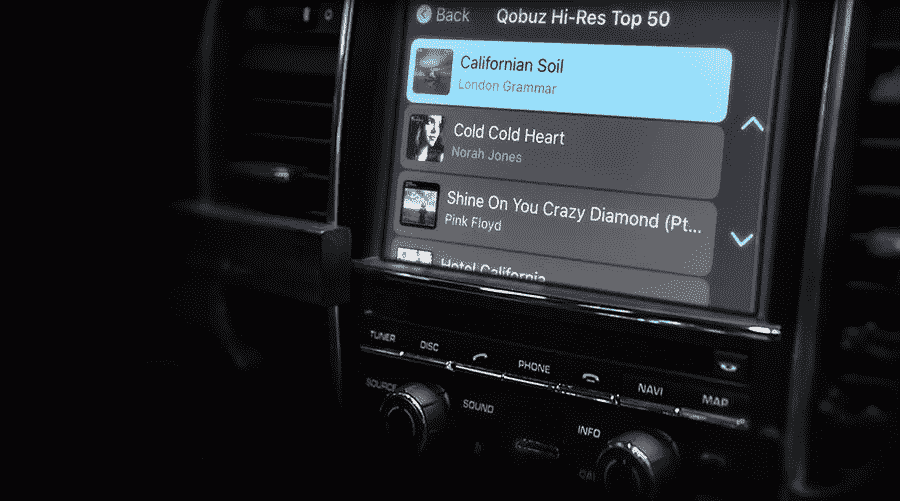 Back Qobuz Hi-Res Top 50
Californian Soil
London Grammar
Cold Cold Heart
Norah Jones
Shine On You Crazy Diamond (Pt...
Pink Floyd
Hotel California
TUNER DISC PHONE NAVI MAP
SOURCE SOUND INFO